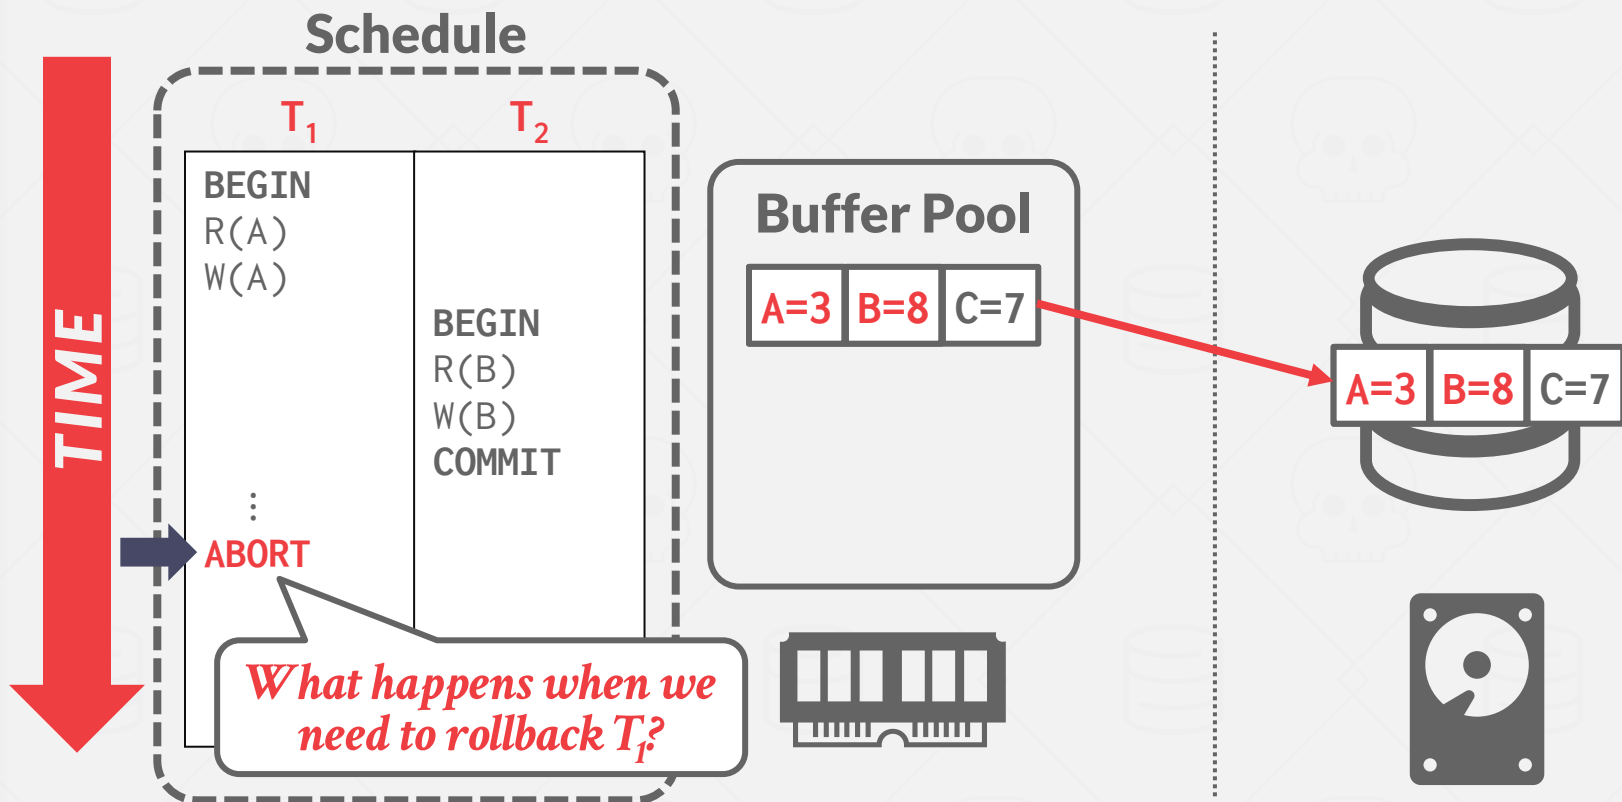 Schedule
TIME
T1
T2
BEGIN
R(A)
W(A)
BEGIN
R(B)
W(B)
COMMIT
⋮
ABORT
What happens when we
need to rollback T1?
Buffer Pool
A=3 B=8 C=7
A=3 B=8 C=7